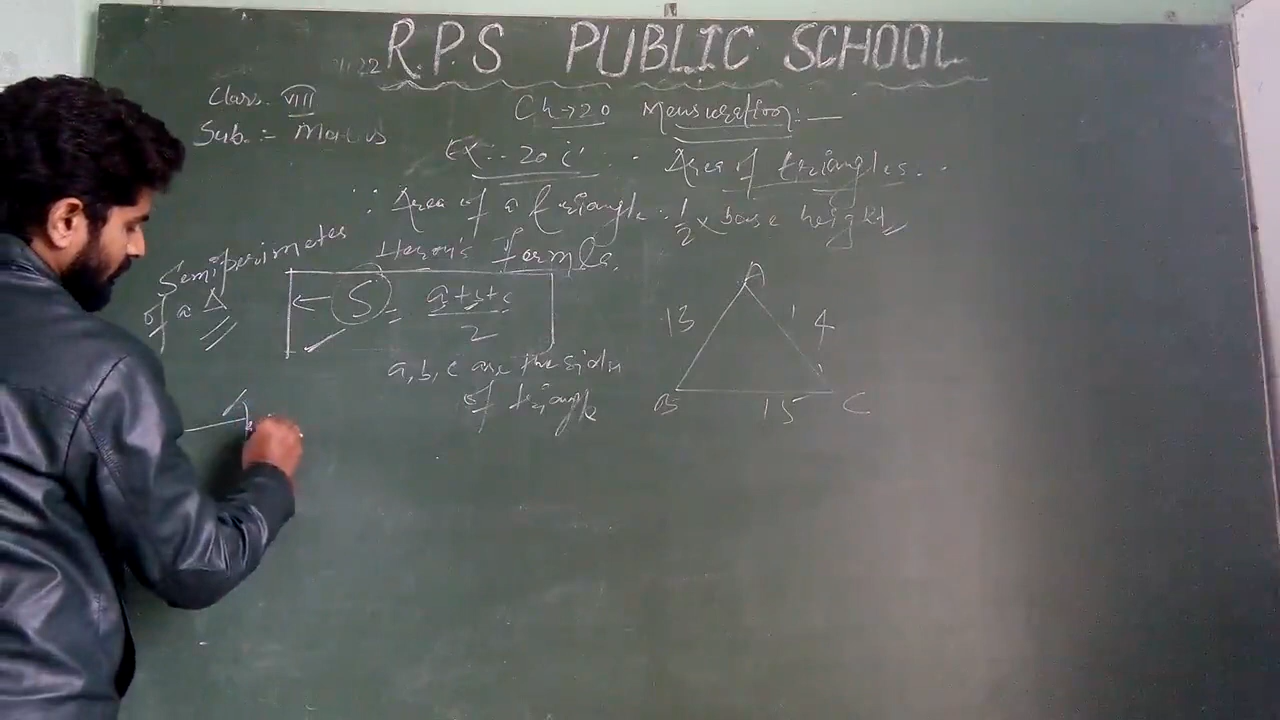 R.P.S PUBLIC SCHOOL
22
Class. VIII
Sub. :- Maths
Ch → 20 Mensuration: —
Ex:- 20 C Area of triangles.
∴ Area of a triangle. 1/2 × base height
Semiperimeter of a Δ
Heron's formula.
← S = a+b+c / 2
a, b, c are the sides
of triangle
A
13
14
B
15
C